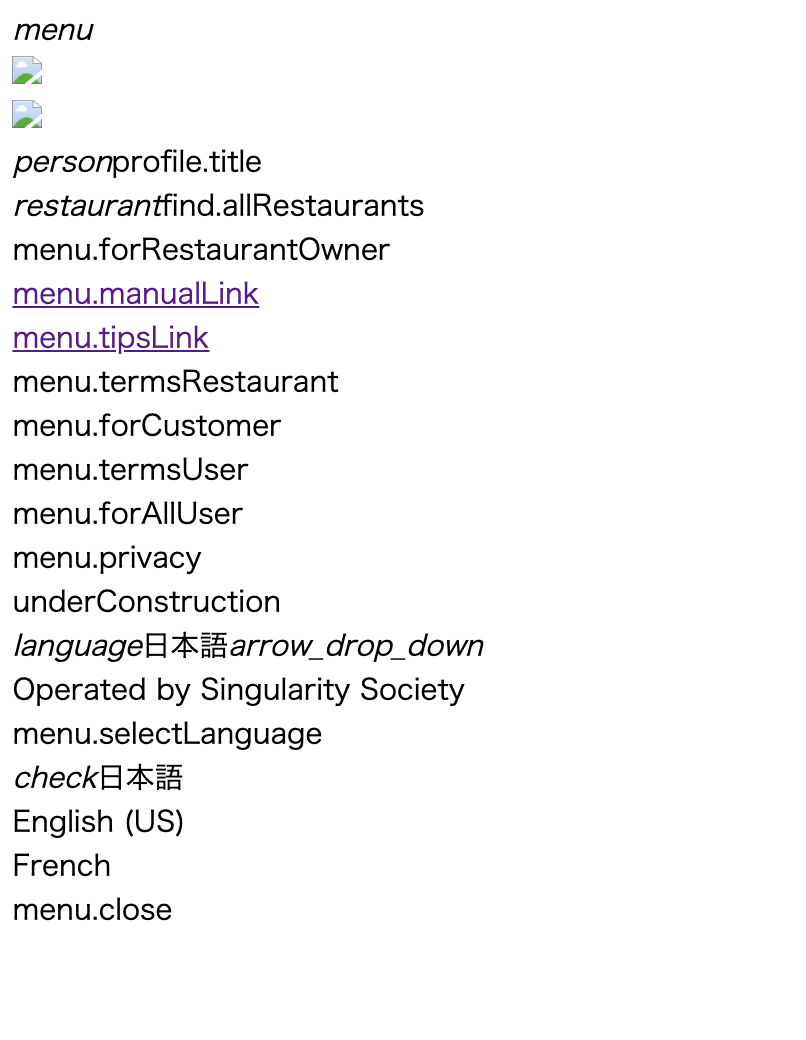 menu
personprofile.title
restaurantfind.allRestaurants
menu.forRestaurantOwner
menu.manualLink
menu.tipsLink
menu.termsRestaurant
menu.forCustomer
menu.termsUser
menu.forAllUser
menu.privacy
underConstruction
language日本語arrow_drop_down
Operated by Singularity Society
menu.selectLanguage
check日本語
English (US)
French
menu.close